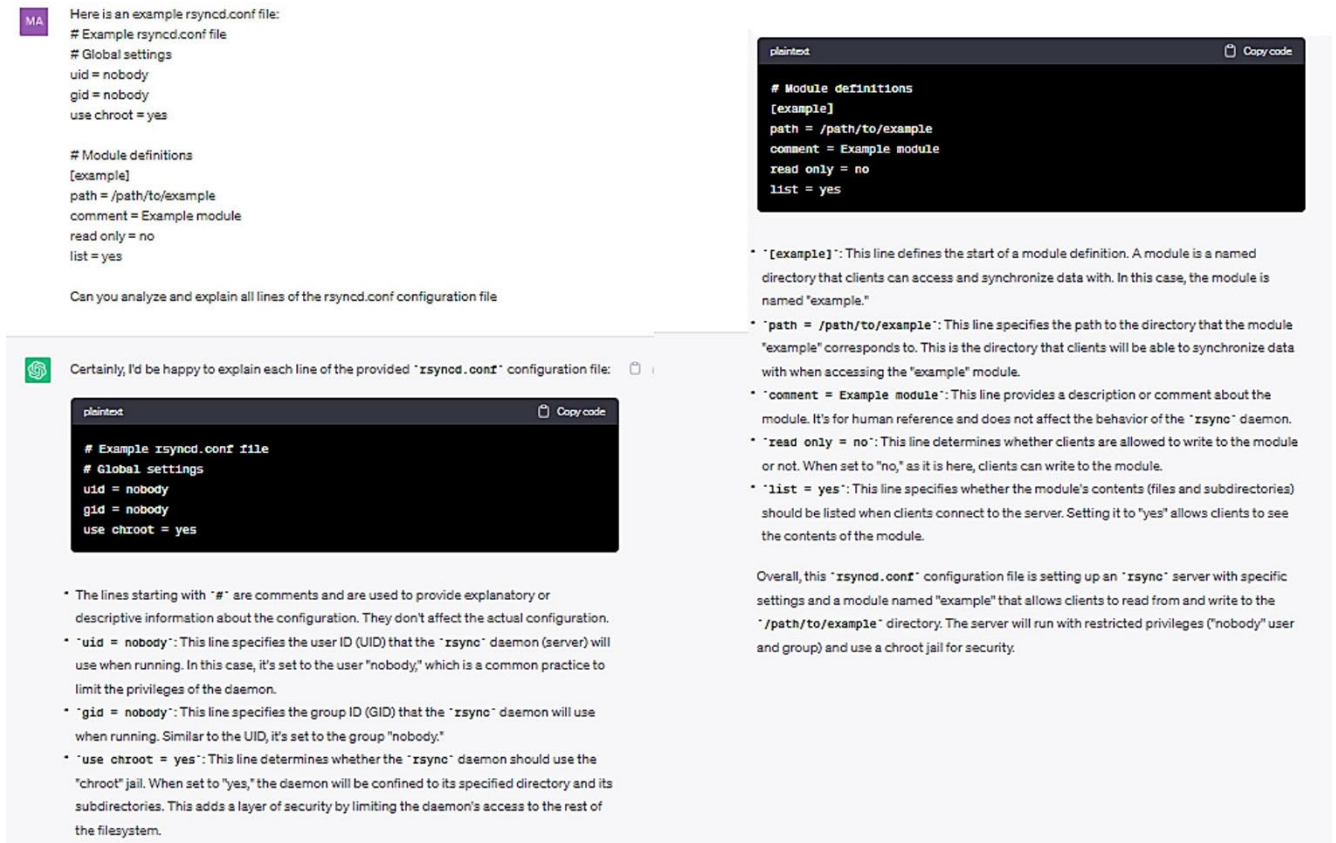 MA
Here is an example rsyncd.conf file:
# Example rsyncd.conf file
# Global settings
uid = nobody
gid = nobody
use chroot = yes
# Module definitions
[example]
path = /path/to/example
comment = Example module
read only = no
list = yes
Can you analyze and explain all lines of the rsyncd.conf configuration file
Certainly, I'd be happy to explain each line of the provided `rsyncd.conf` configuration file:
plaintext
Copy code
# Example rsyncd.conf file
# Global settings
uid = nobody
gid = nobody
use chroot = yes
• The lines starting with `#` are comments and are used to provide explanatory or
descriptive information about the configuration. They don't affect the actual configuration.
• `uid = nobody`: This line specifies the user ID (UID) that the `rsync` daemon (server) will
use when running. In this case, it's set to the user "nobody," which is a common practice to
limit the privileges of the daemon.
• `gid = nobody`: This line specifies the group ID (GID) that the `rsync` daemon will use
when running. Similar to the UID, it's set to the group "nobody."
• `use chroot = yes`: This line determines whether the `rsync` daemon should use the
"chroot" jail. When set to "yes," the daemon will be confined to its specified directory and its
subdirectories. This adds a layer of security by limiting the daemon's access to the rest of
the filesystem.
plaintext
Copy code
# Module definitions
[example]
path = /path/to/example
comment = Example module
read only = no
list = yes
• `[example]`: This line defines the start of a module definition. A module is a named
directory that clients can access and synchronize data with. In this case, the module is
named "example."
• `path = /path/to/example`: This line specifies the path to the directory that the module
"example" corresponds to. This is the directory that clients will be able to synchronize data
with when accessing the "example" module.
• `comment = Example module`: This line provides a description or comment about the
module. It's for human reference and does not affect the behavior of the `rsync` daemon.
• `read only = no`: This line determines whether clients are allowed to write to the module
or not. When set to "no," as it is here, clients can write to the module.
• `list = yes`: This line specifies whether the module's contents (files and subdirectories)
should be listed when clients connect to the server. Setting it to "yes" allows clients to see
the contents of the module.
Overall, this `rsyncd.conf` configuration file is setting up an `rsync` server with specific
settings and a module named "example" that allows clients to read from and write to the
`/path/to/example` directory. The server will run with restricted privileges ("nobody" user
and group) and use a chroot jail for security.